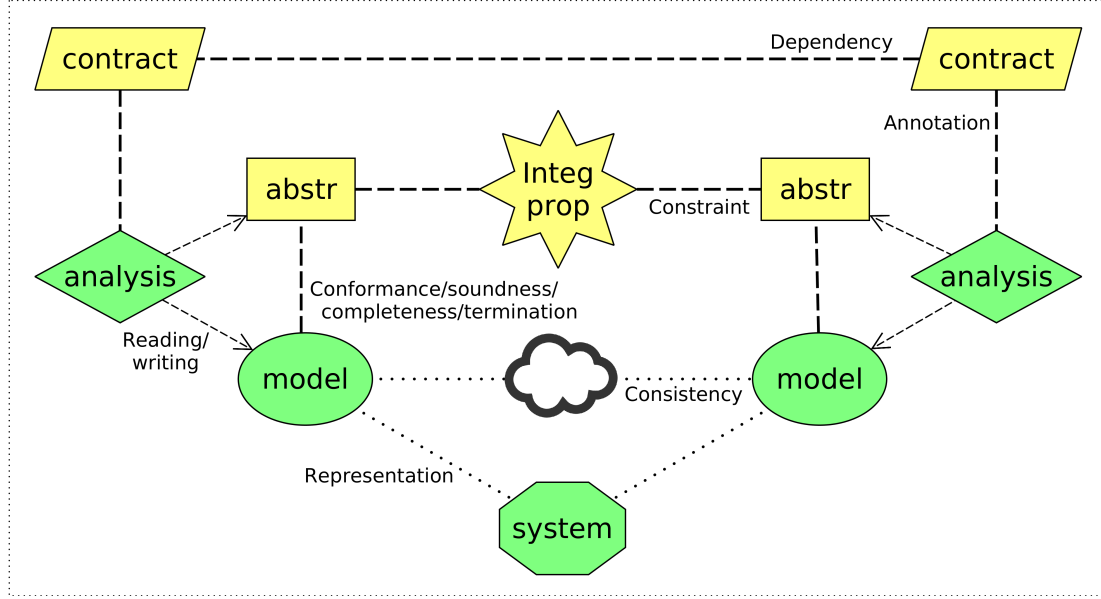 Dependency
contract
contract
Annotation
Integ
prop
abstr
abstr
Constraint
analysis
analysis
Conformance/soundness/
completeness/termination
Reading/
writing
model
model
Consistency
Representation
system